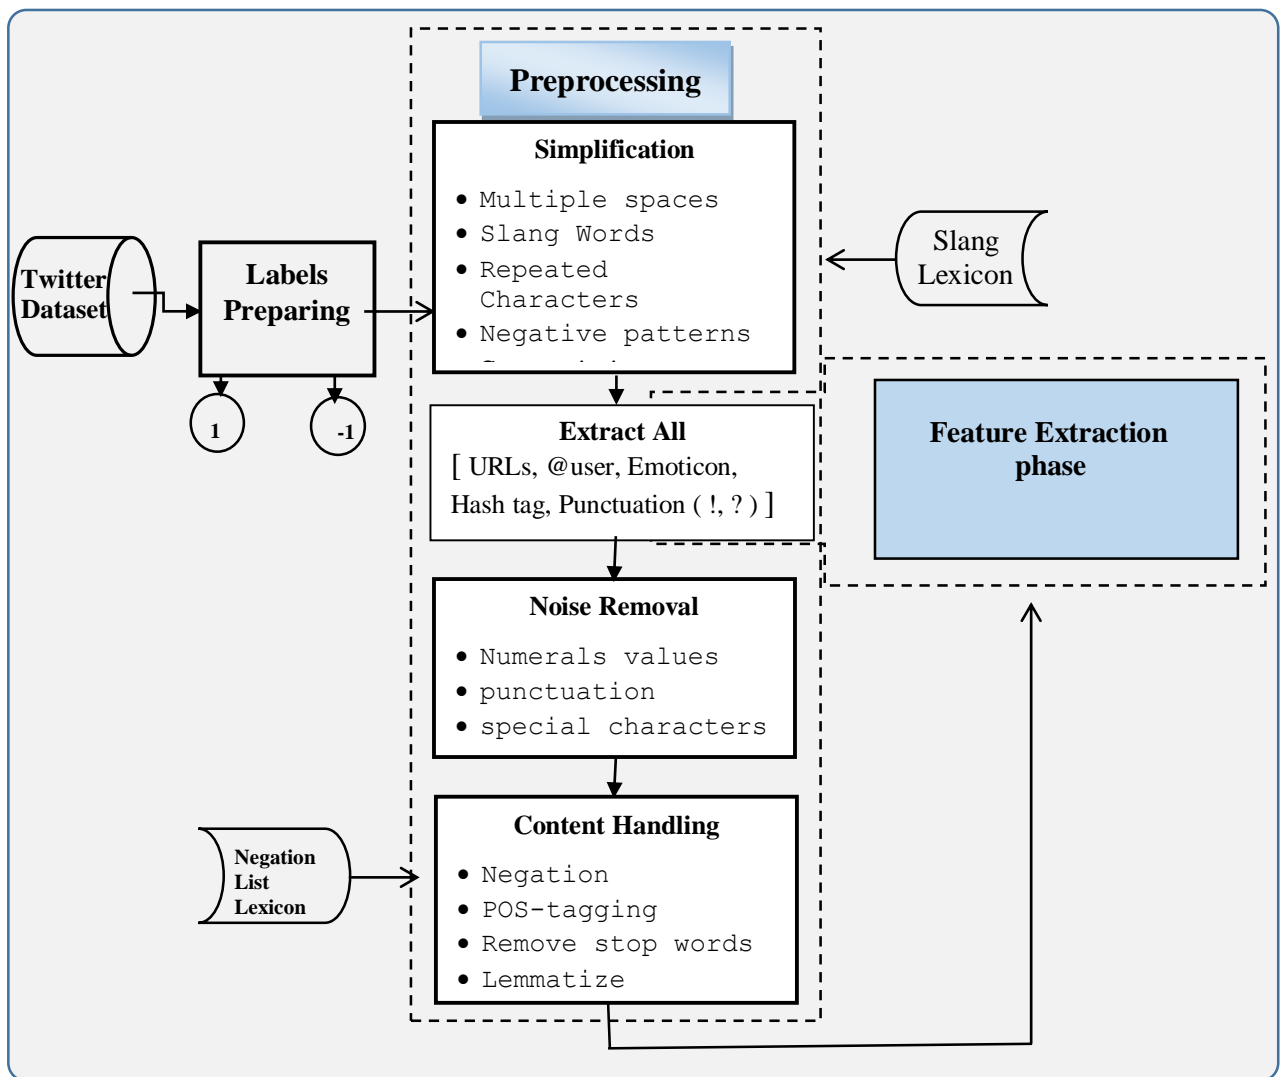 Preprocessing
Simplification
• Multiple spaces
• Slang Words
• Repeated
Characters
• Negative patterns
Twitter
Dataset
Labels
Preparing
1
-1
Slang
Lexicon
Extract All
[ URLs, @user, Emoticon,
Hash tag, Punctuation ( !, ? ) ]
Feature Extraction
phase
Noise Removal
• Numerals values
• punctuation
• special characters
Content Handling
• Negation
• POS-tagging
• Remove stop words
• Lemmatize
Negation
List
Lexicon